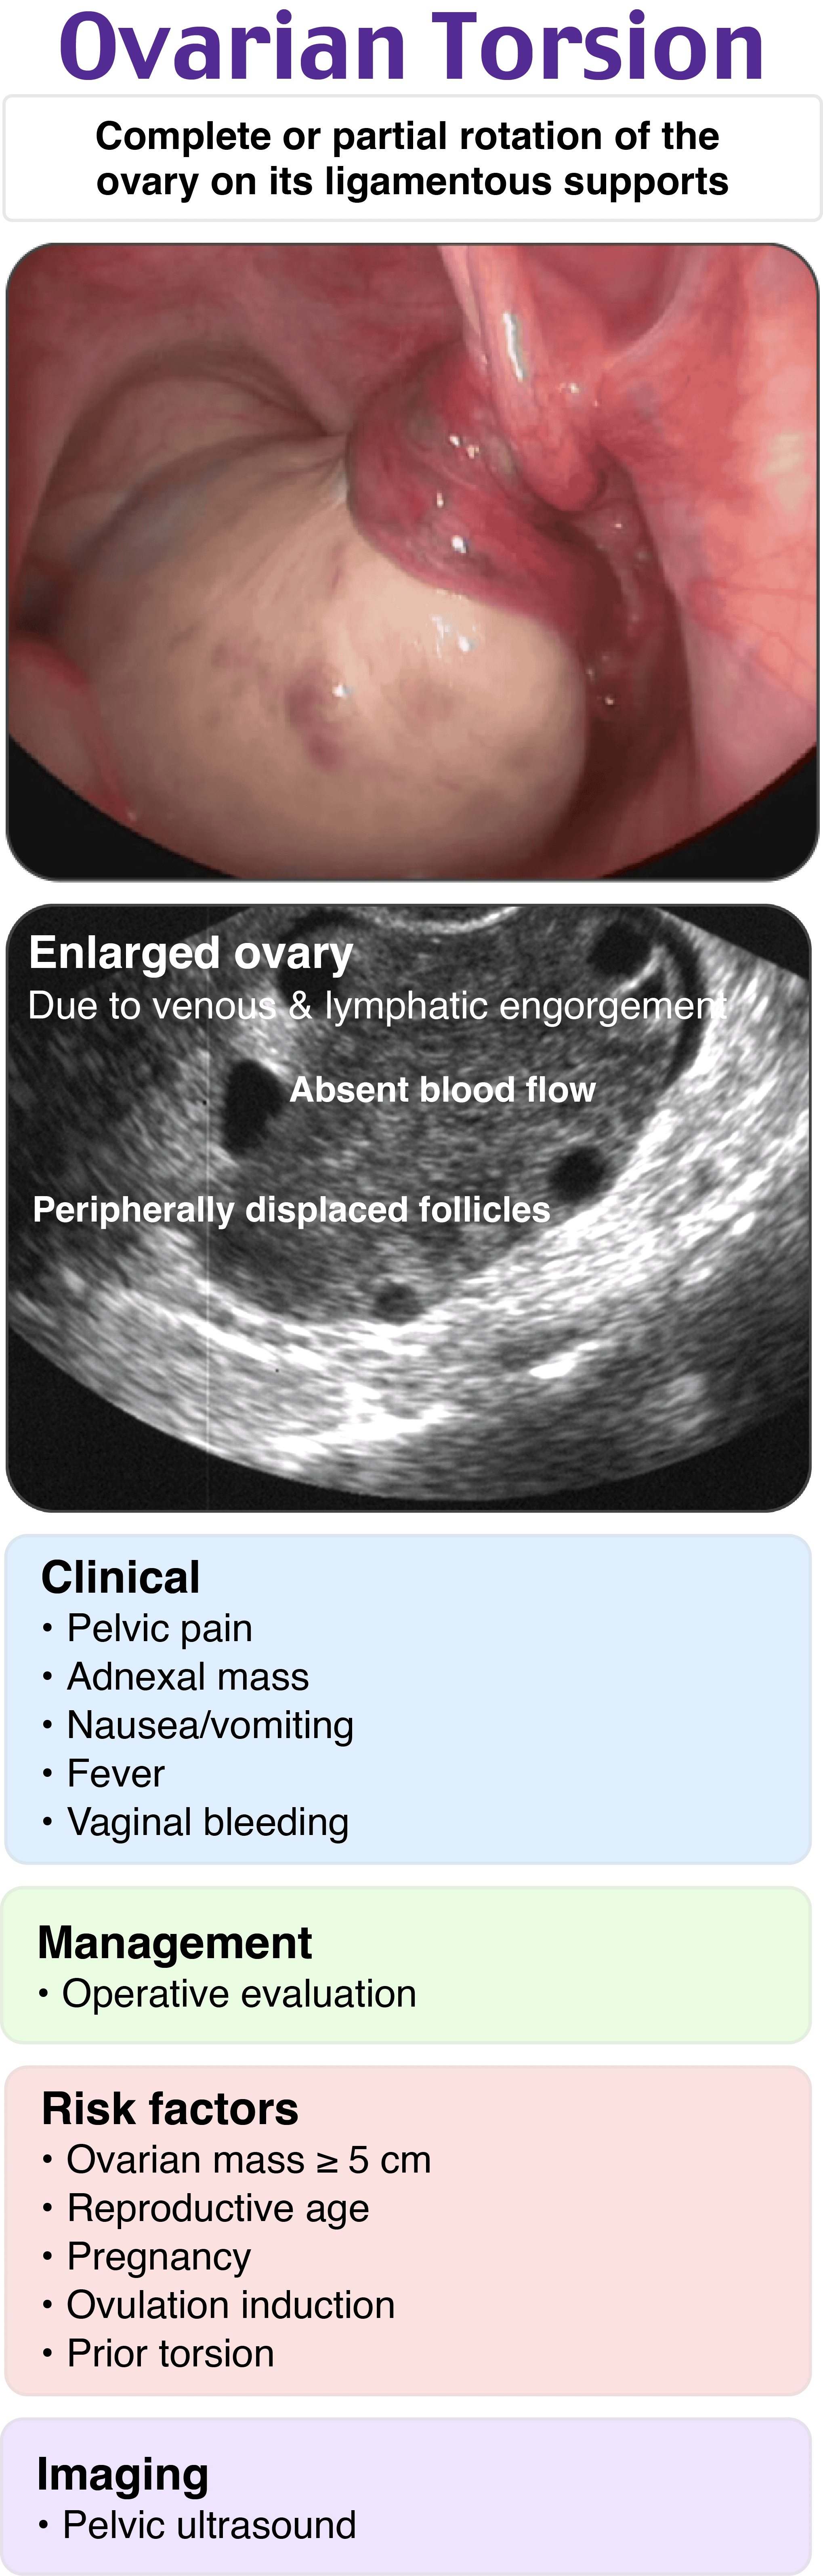 Ovarian Torsion
Complete or partial rotation of the
ovary on its ligamentous supports
Enlarged ovary
Due to venous & lymphatic engorgement
Absent blood flow
Peripherally displaced follicles
Clinical
• Pelvic pain
• Adnexal mass
• Nausea/vomiting
• Fever
• Vaginal bleeding
Management
• Operative evaluation
Risk factors
• Ovarian mass ≥ 5 cm
• Reproductive age
• Pregnancy
• Ovulation induction
• Prior torsion
Imaging
• Pelvic ultrasound